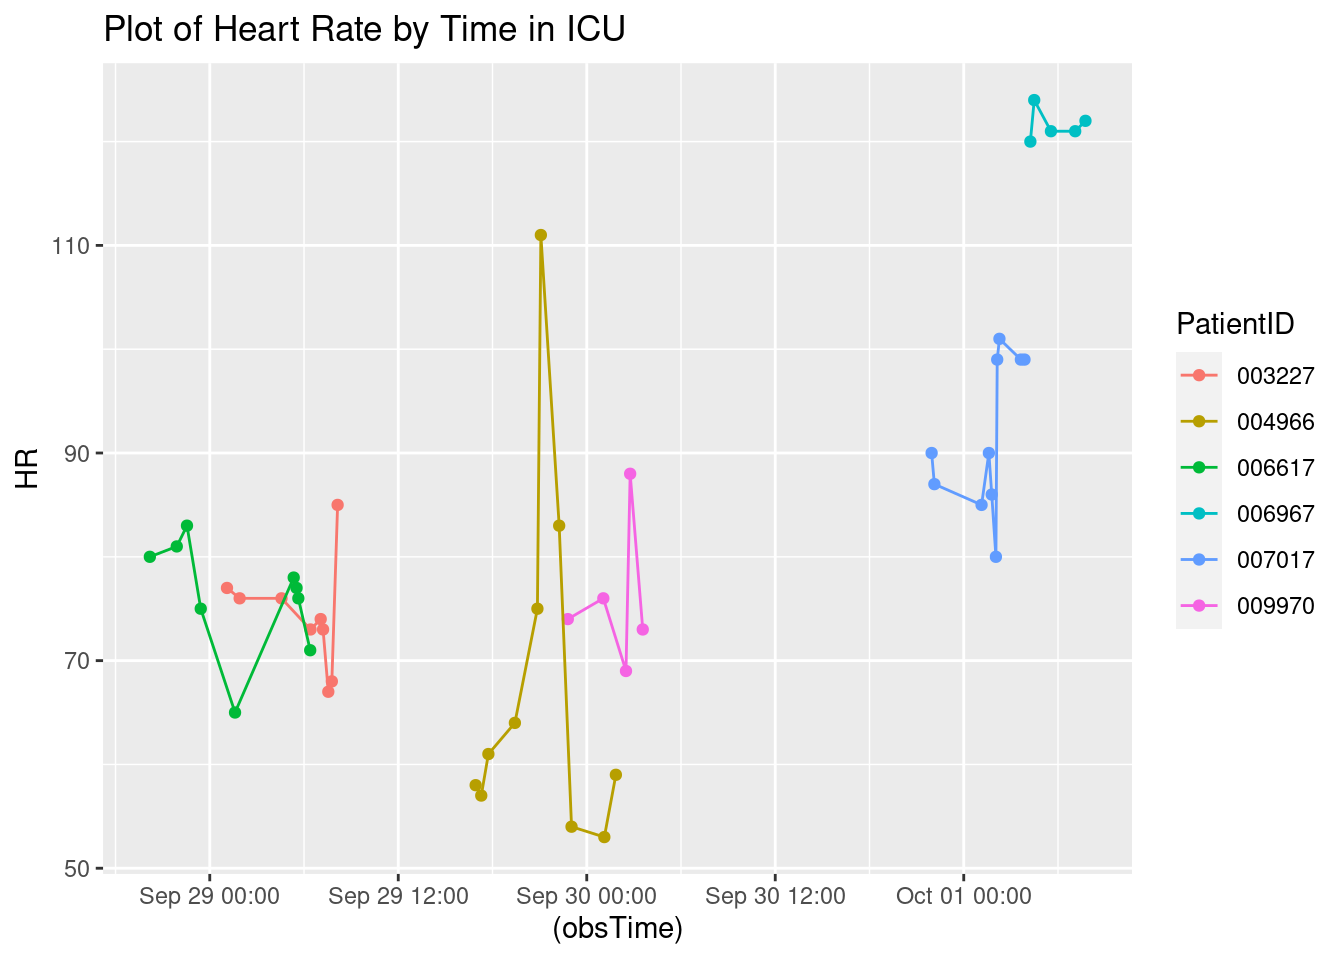 Plot of Heart Rate by Time in ICU
HR
110
90
70
50
Sep 29 00:00
Sep 29 12:00
Sep 30 00:00
Sep 30 12:00
Oct 01 00:00
(obsTime)
PatientID
003227
004966
006617
006967
007017
009970